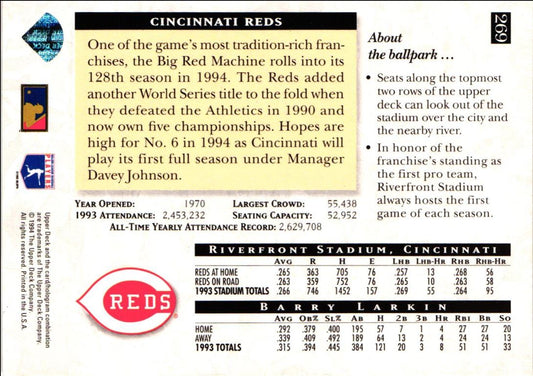 CINCINNATI REDS
One of the game's most tradition-rich fran-
chises, the Big Red Machine rolls into its
128th season in 1994. The Reds added
another World Series title to the fold when
they defeated the Athletics in 1990 and
now own five championships. Hopes are
high for No. 6 in 1994 as Cincinnati will
play its first full season under Manager
Davey Johnson.
YEAR OPENED: 1970 LARGEST CROWD: 55,438
1993 ATTENDANCE: 2,453,232 SEATING CAPACITY: 52,952
ALL-TIME YEARLY ATTENDANCE RECORD: 2,629,708
269
About
the ballpark ...
• Seats along the topmost
two rows of the upper
deck can look out of the
stadium over the city and
the nearby river.
• In honor of the
franchise's standing as
the first pro team,
Riverfront Stadium
always hosts the first
game of each season.
RIVERFRONT STADIUM, CINCINNATI
AVG R H E LHB LHB-HR RHB RHB-HR
REDS AT HOME .265 363 705 76 .257 13 .268 56
REDS ON ROAD .263 359 752 76 .265 10 .263 58
1993 STADIUM TOTALS .266 746 1452 157 .269 55 .264 95
BARRY LARKIN
AVG OB% SL% AB H 2B 3B HR RBI BB SO
HOME .292 .379 .400 195 57 7 1 4 27 27 20
AWAY .339 .409 .492 189 64 13 2 4 24 24 13
1993 TOTALS .315 .394 .445 384 121 20 3 8 51 51 33
REDS
PLAYERS
Upper Deck and the card/hologram combination
are trademarks of The Upper Deck Company.
© 1994 The Upper Deck Company.
All rights reserved. Printed in the U.S.A.